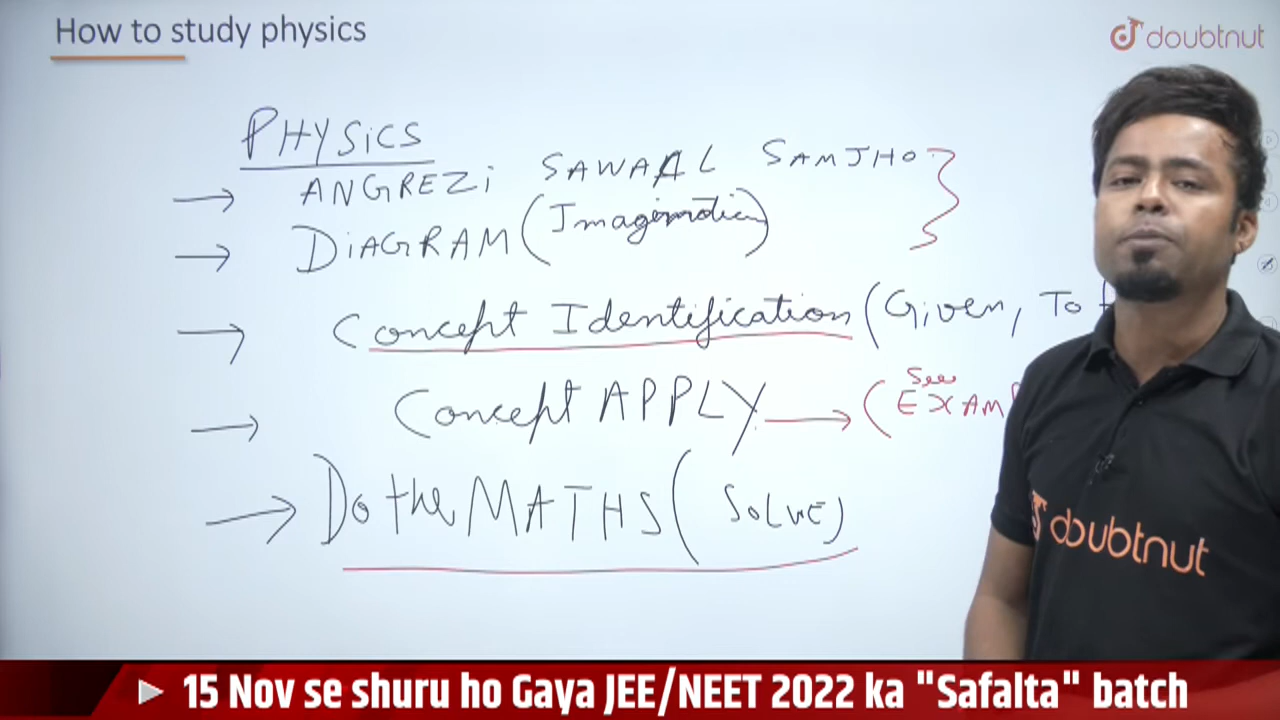 How to study physics
doubtnut
PHYSiCS
→ ANGREZi SAWAAL SAMJHO
→ DiAGRAM (Imagination)
→ Concept Identification (Given, To
→ Concept APPLY → (See EXAM
→ Do the MATHS (SOLVE)
doubtnut
15 Nov se shuru ho Gaya JEE/NEET 2022 ka "Safalta" batch